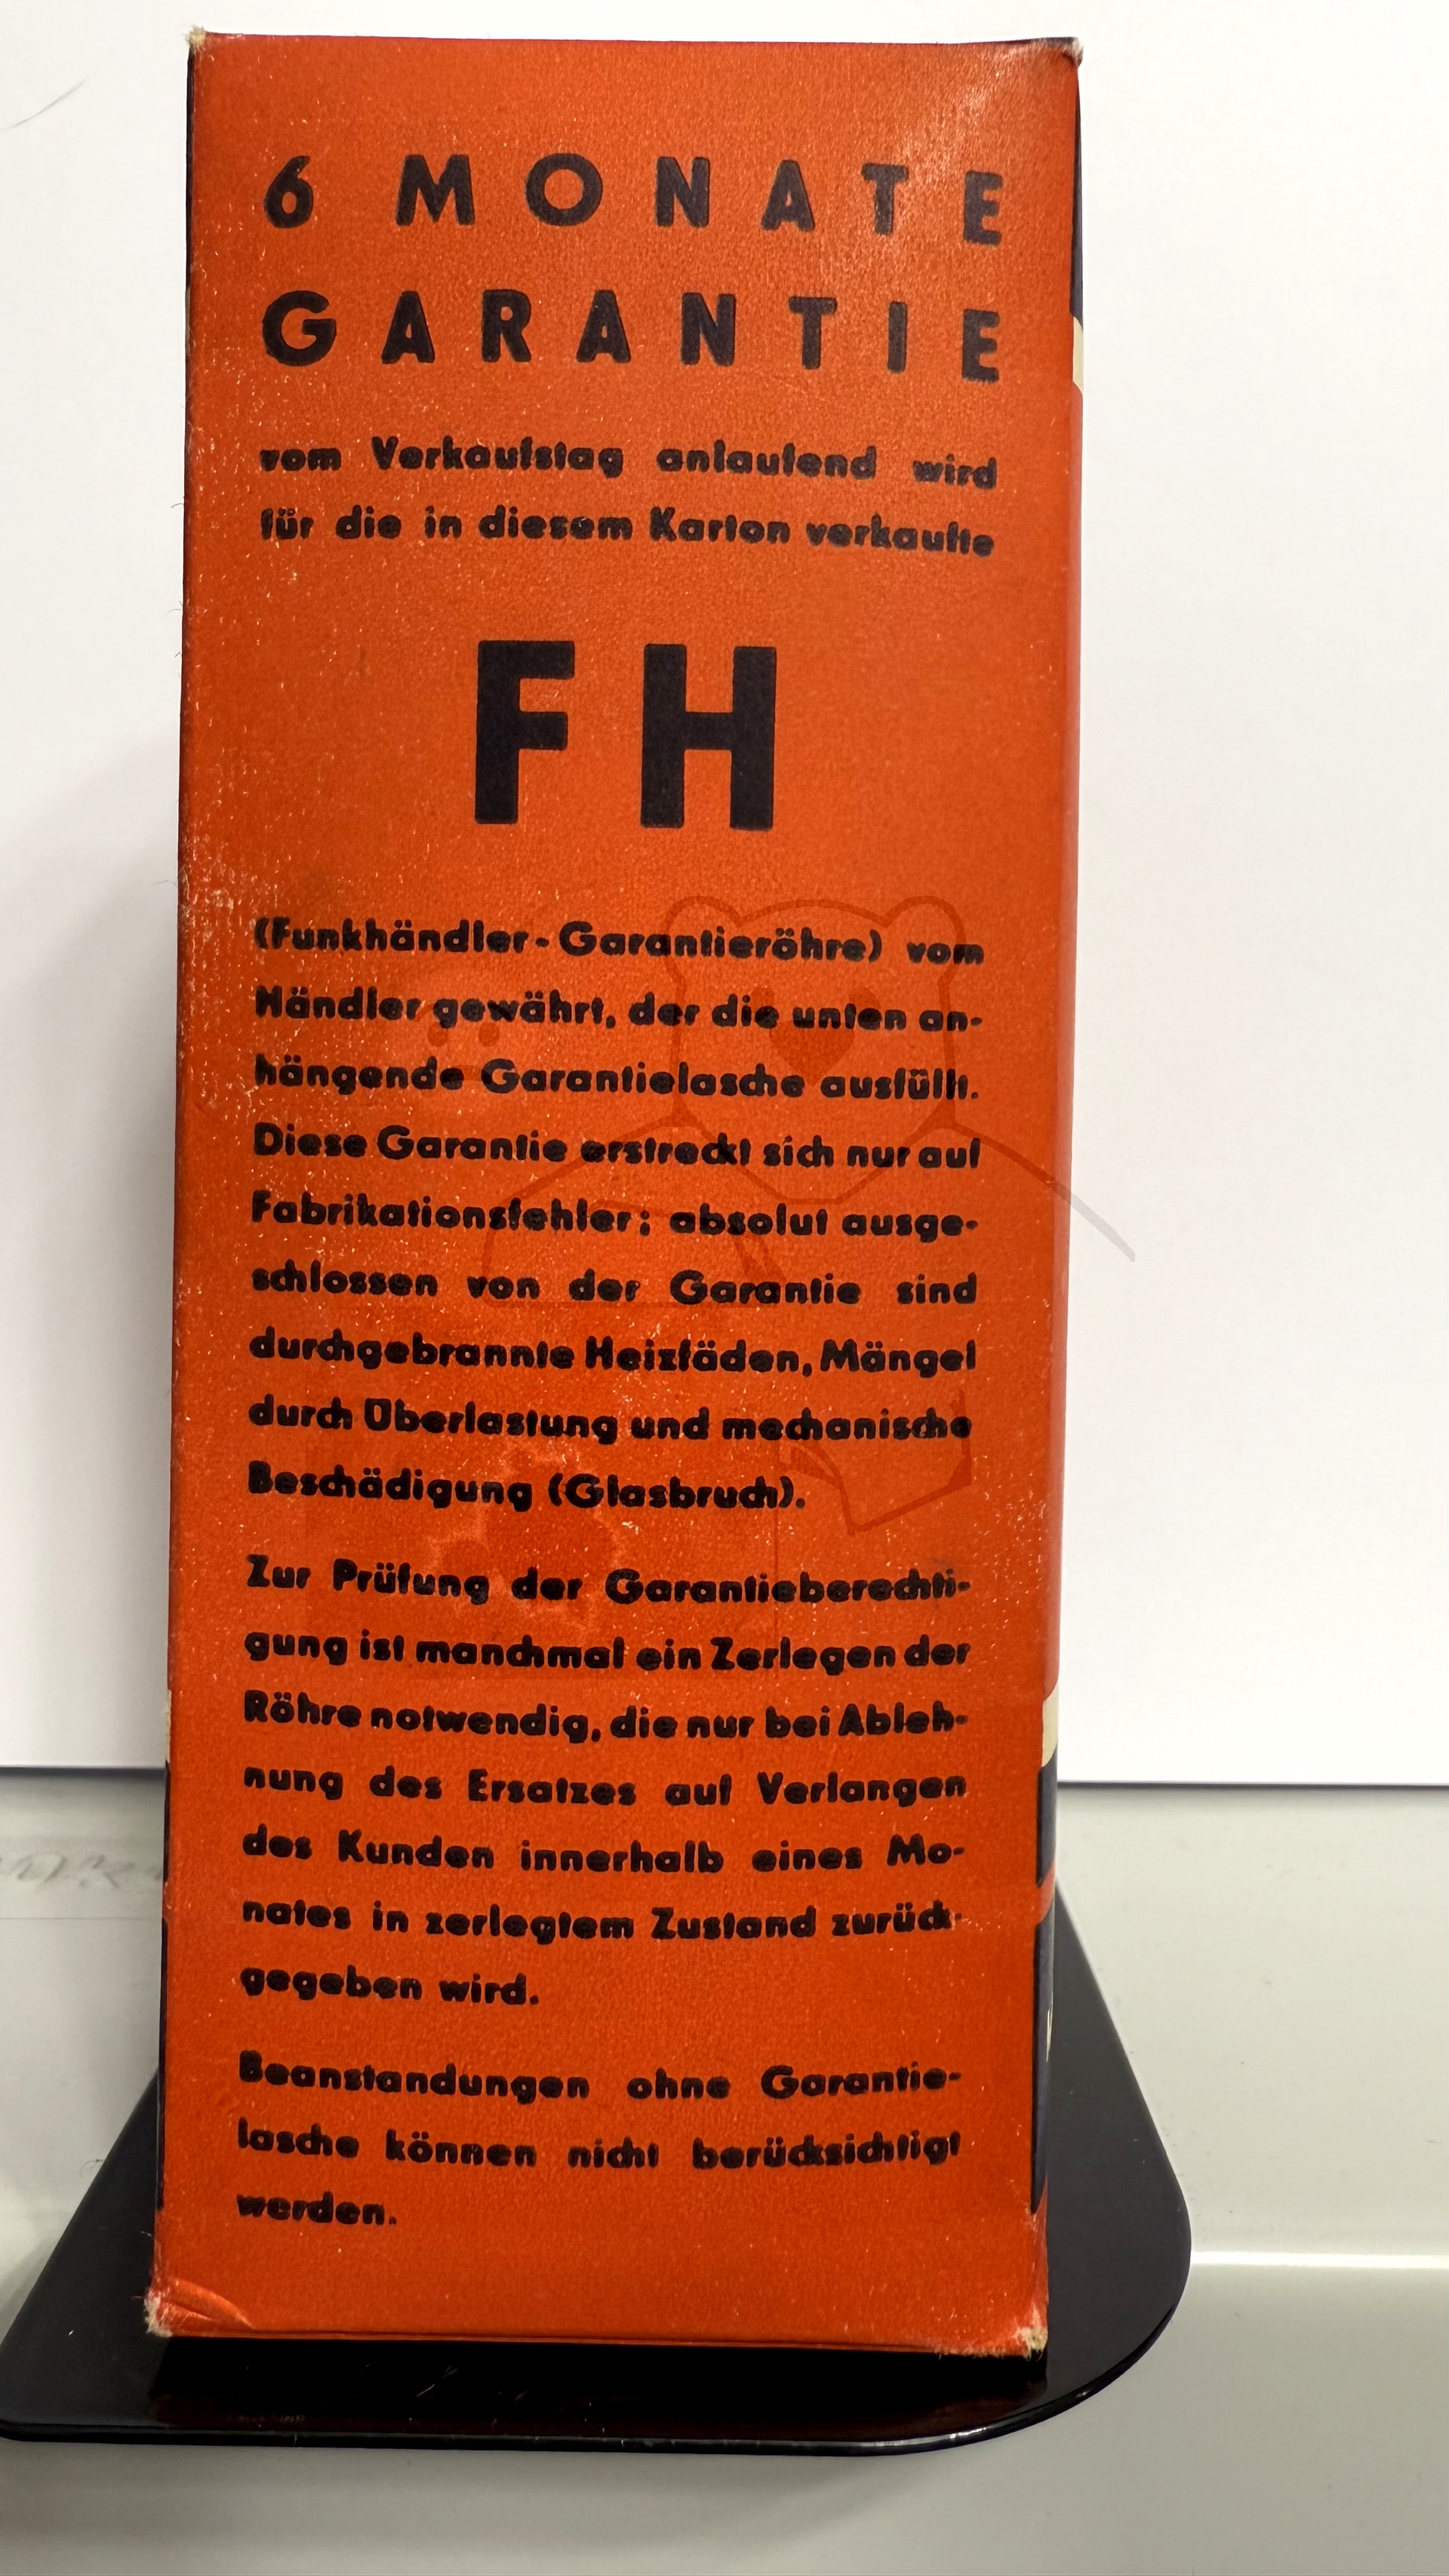 6 MONATE
GARANTIE
vom Verkaufstag anlaufend wird
für die in diesem Karton verkaufte
FH
(Funkhändler-Garantieröhre) vom
Händler gewährt, der die unten an-
hängende Garantielasche ausfüllt.
Diese Garantie erstreckt sich nur auf
Fabrikationsfehler; absolut ausge-
schlossen von der Garantie sind
durchgebrannte Heizfäden, Mängel
durch Überlastung und mechanische
Beschädigung (Glasbruch).
Zur Prüfung der Garantieberechti-
gung ist manchmal ein Zerlegen der
Röhre notwendig, die nur bei Ableh-
nung des Ersatzes auf Verlangen
des Kunden innerhalb eines Mo-
nates in zerlegtem Zustand zurück-
gegeben wird.
Beanstandungen ohne Garantie-
lasche können nicht berücksichtigt
werden.